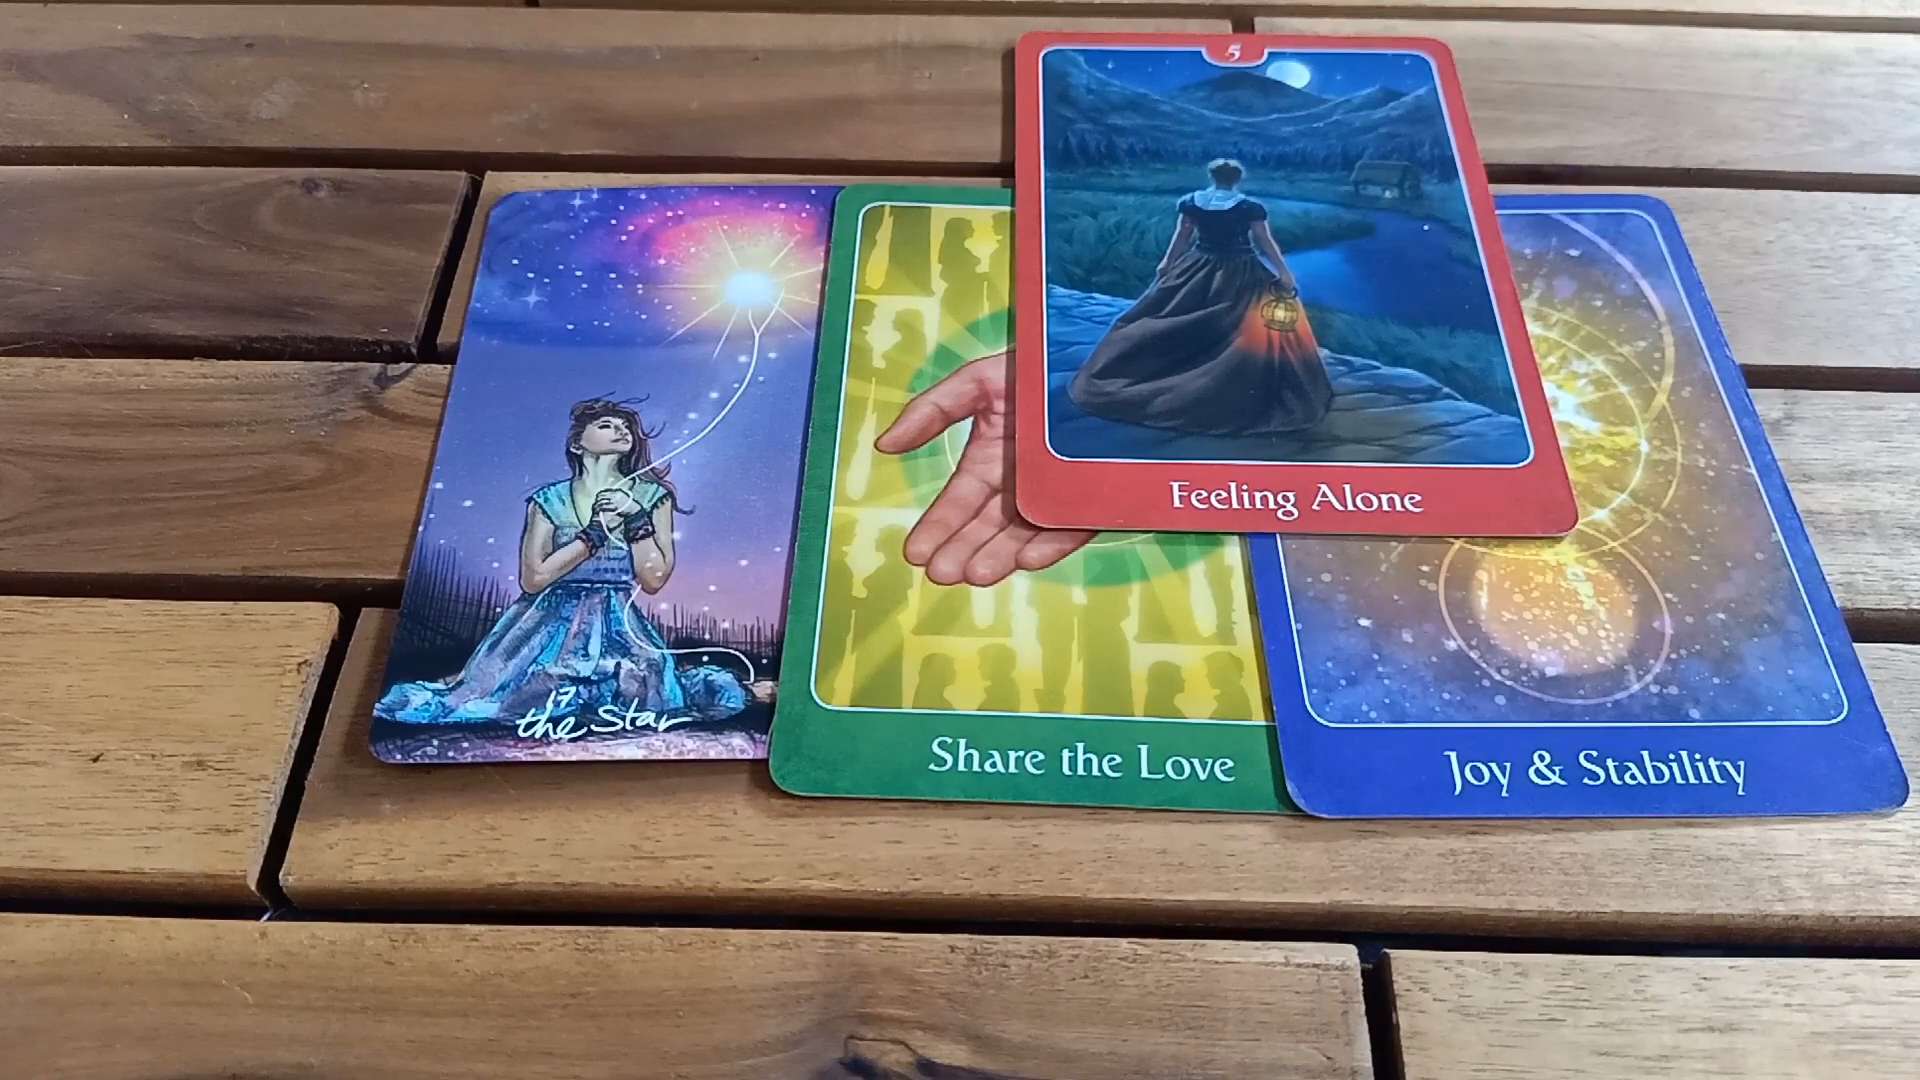 5
Feeling Alone
17
the Star
Share the Love
Joy & Stability